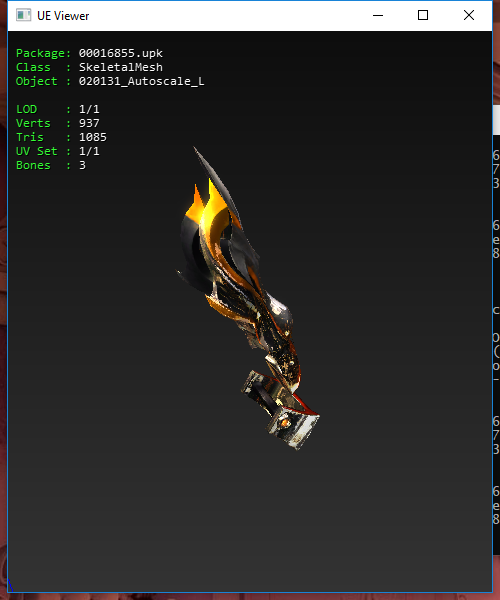 UE Viewer
Package: 00016855.upk
Class : SkeletalMesh
Object : 020131_Autoscale_L
LOD : 1/1
Verts : 937
Tris : 1085
UV Set : 1/1
Bones : 3